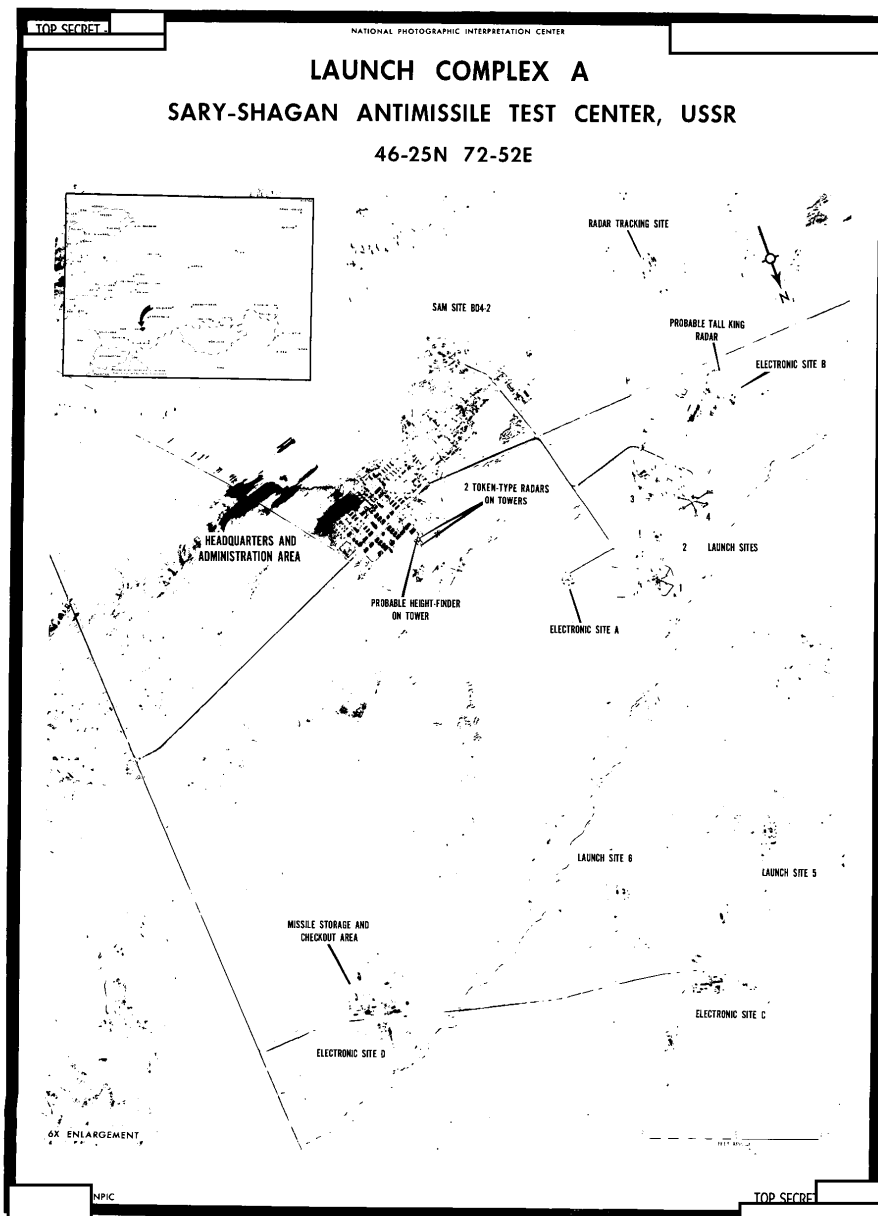 TOP SECRET -
NATIONAL PHOTOGRAPHIC INTERPRETATION CENTER
LAUNCH COMPLEX A
SARY-SHAGAN ANTIMISSILE TEST CENTER, USSR
46-25N 72-52E
RADAR TRACKING SITE
N
SAM SITE B04-2
PROBABLE TALL KING
RADAR
ELECTRONIC SITE B
2 TOKEN-TYPE RADARS
ON TOWERS
3
4
HEADQUARTERS AND
ADMINISTRATION AREA
2
LAUNCH SITES
1
PROBABLE HEIGHT-FINDER
ON TOWER
ELECTRONIC SITE A
LAUNCH SITE 6
LAUNCH SITE 5
MISSILE STORAGE AND
CHECKOUT AREA
ELECTRONIC SITE C
ELECTRONIC SITE D
6X ENLARGEMENT
NPIC
TOP SECRET